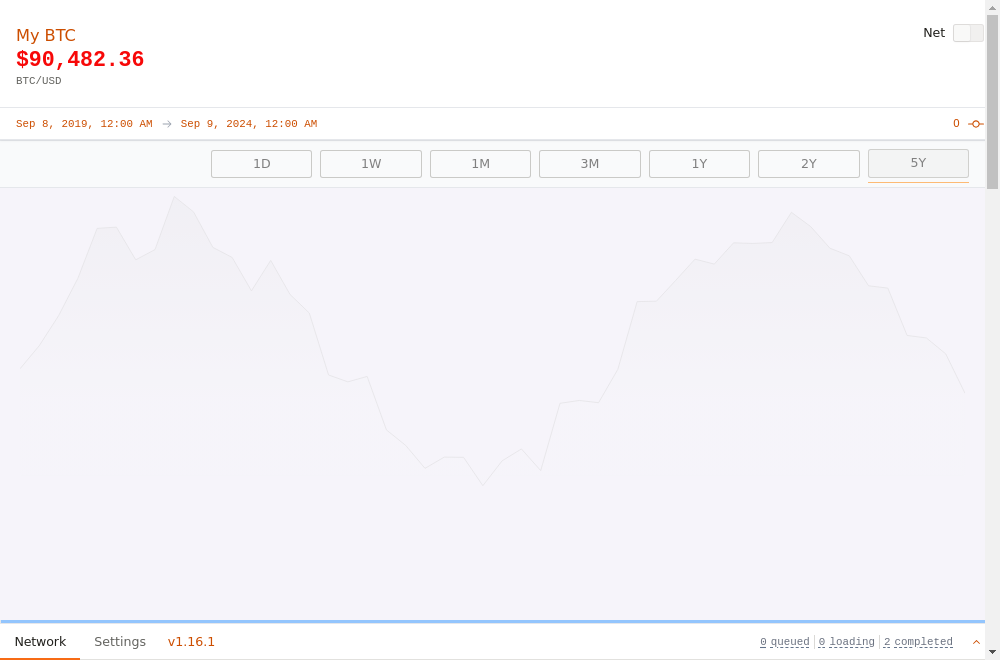 My BTC
Net
$90,482.36
BTC/USD
Sep 8, 2019, 12:00 AM → Sep 9, 2024, 12:00 AM
0
1D 1W 1M 3M 1Y 2Y 5Y
Network Settings v1.16.1 0 queued 0 loading 2 completed